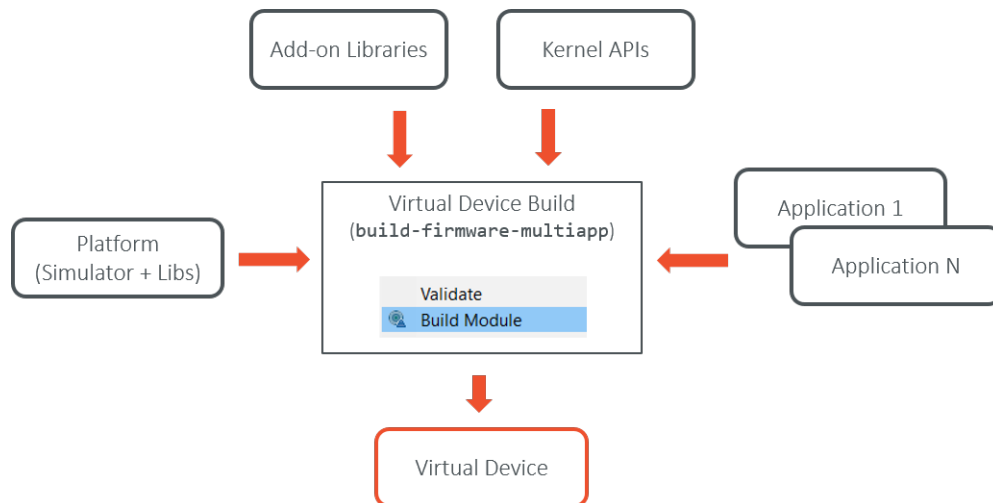 Add-on Libraries
Kernel APIs
Virtual Device Build
(build-firmware-multiapp)
Platform
(Simulator + Libs)
Application 1
Application N
Validate
Build Module
Virtual Device